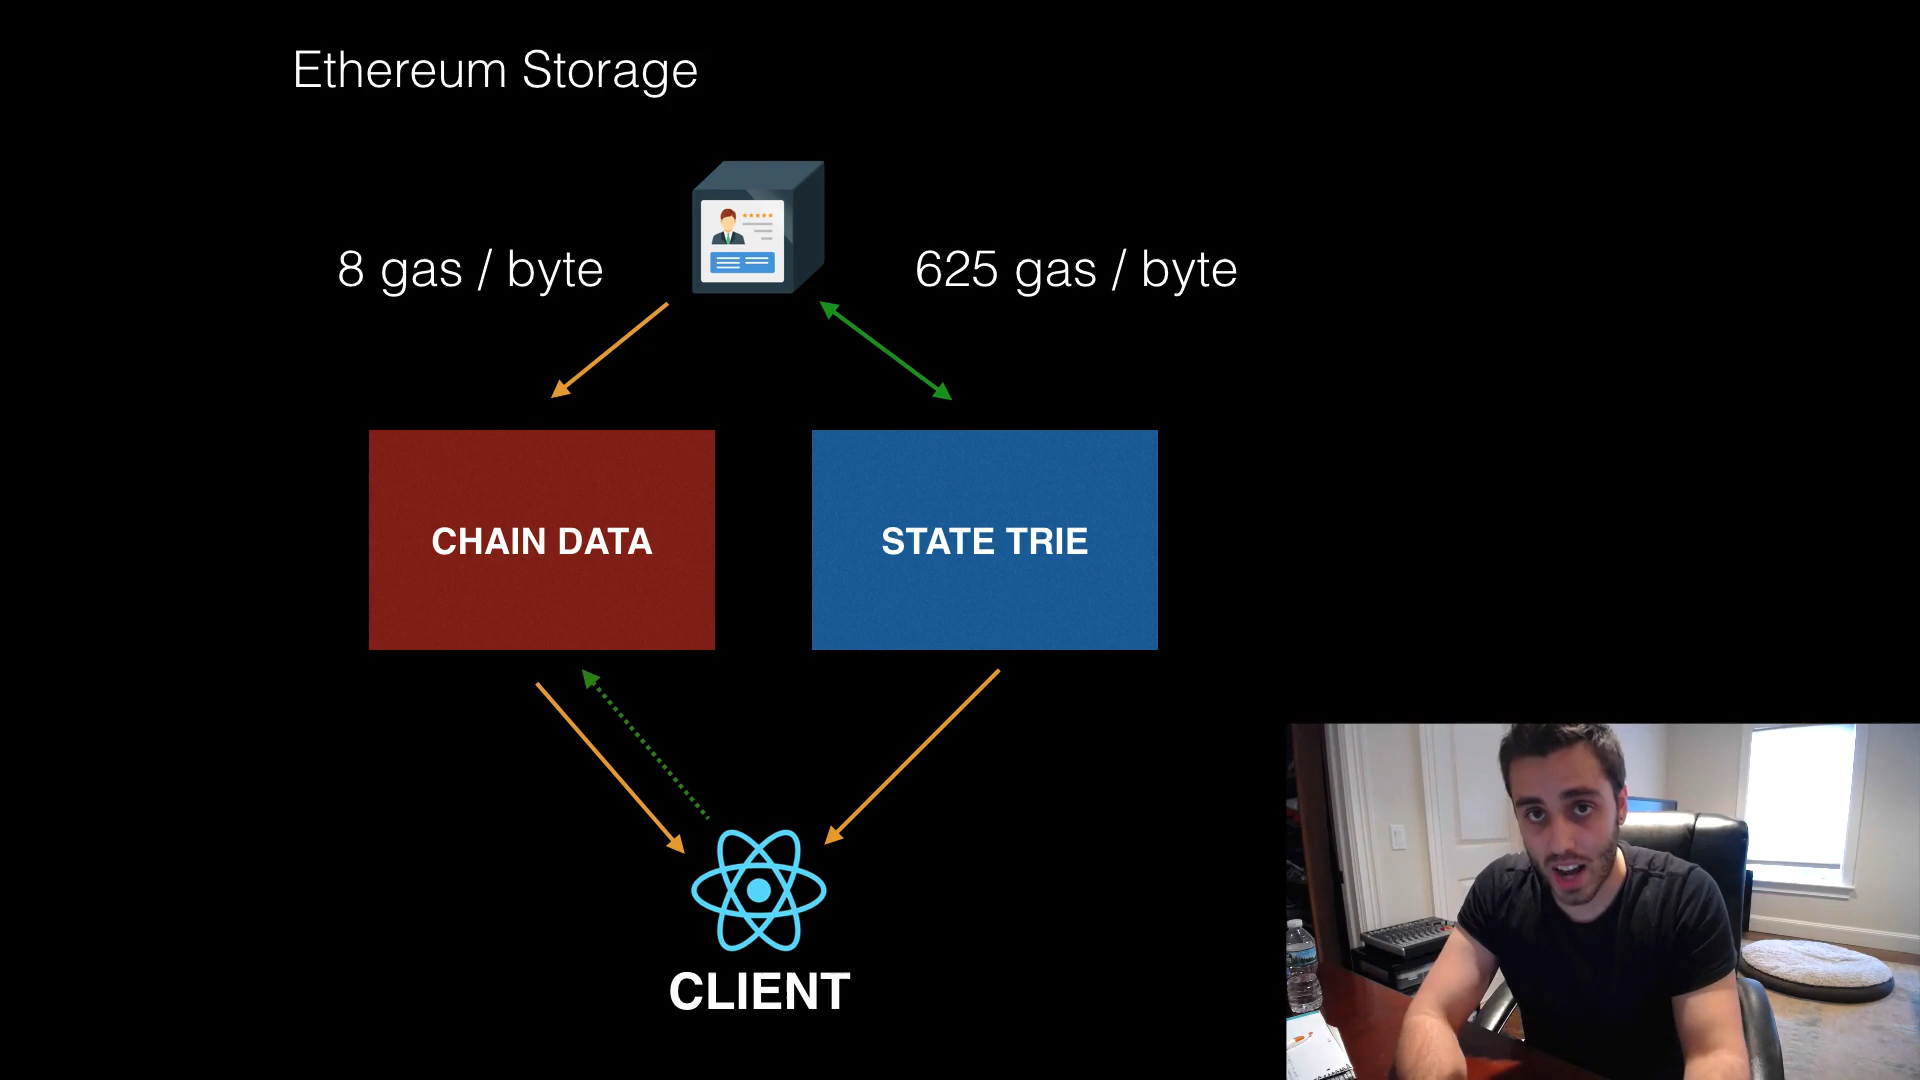 Ethereum Storage
8 gas / byte
625 gas / byte
CHAIN DATA
STATE TRIE
CLIENT